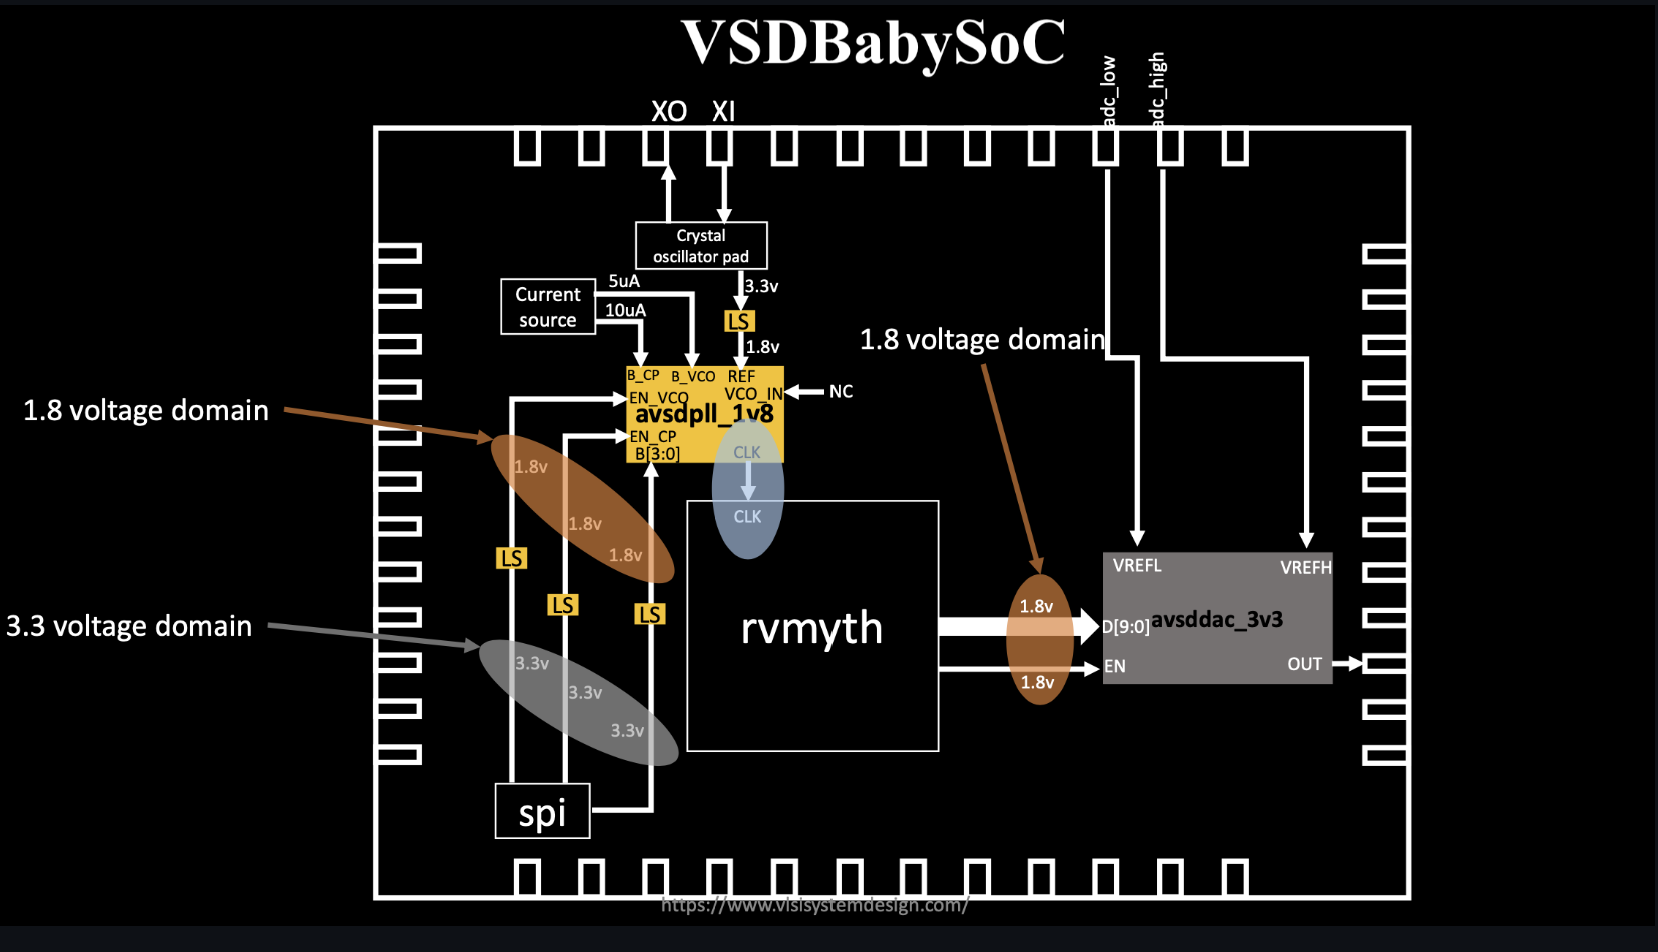 VSDBabySoC
adc_low
adc_high
XO
XI
Crystal
oscillator pad
Current
source
5uA
10uA
3.3v
LS
1.8v
1.8 voltage domain
B_CP
B_VCO
REF
VCO_IN
NC
EN_VCO
avsdpll_1v8
EN_CP
B[3:0]
CLK
CLK
1.8 voltage domain
1.8v
1.8v
1.8v
LS
LS
LS
3.3 voltage domain
3.3v
3.3v
3.3v
spi
rvmyth
1.8v
1.8v
VREFL
VREFH
D[9:0]
avsddac_3v3
EN
OUT
https://www.vlsisystemdesign.com/